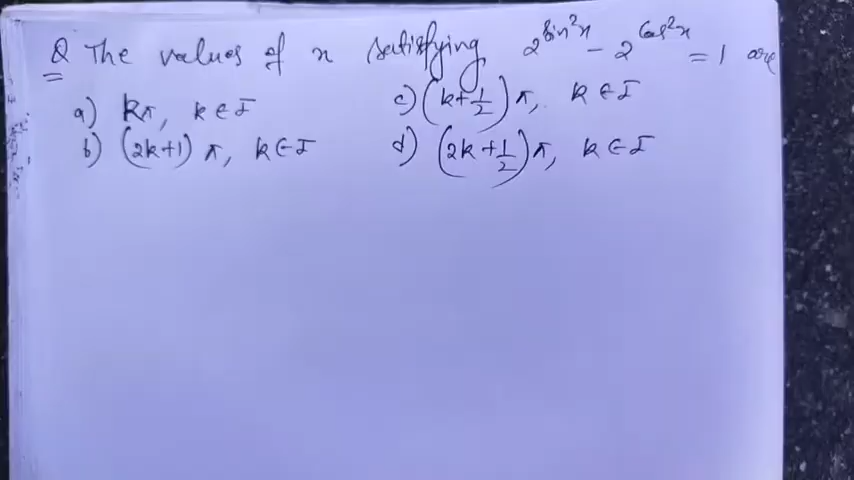 Q The values of x satisfying 2^{sin²x} - 2^{cos²x} = 1 are
a) kπ, k ∈ I c) (k+1/2)π, k ∈ I
b) (2k+1)π, k ∈ I d) (2k+1/2)π, k ∈ I